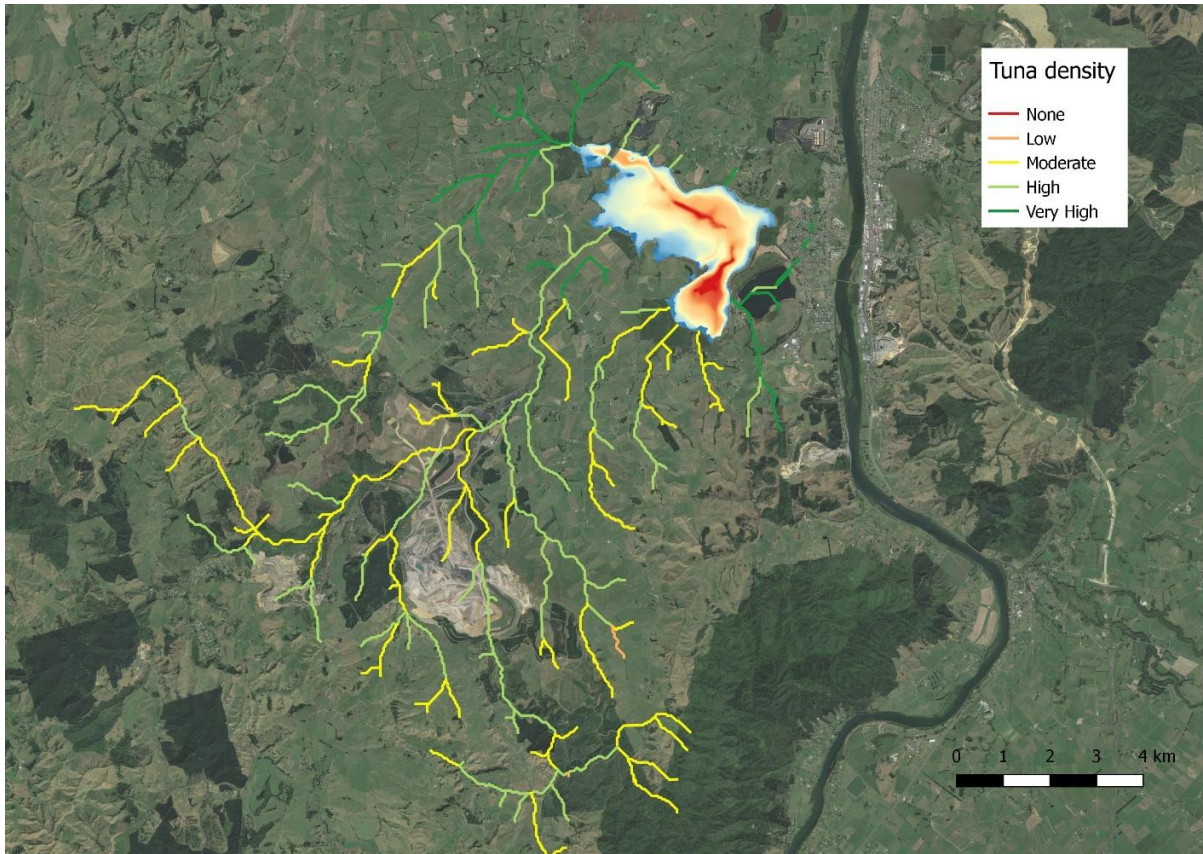 Tuna density
None
Low
Moderate
High
Very High
0 1 2 3 4 km